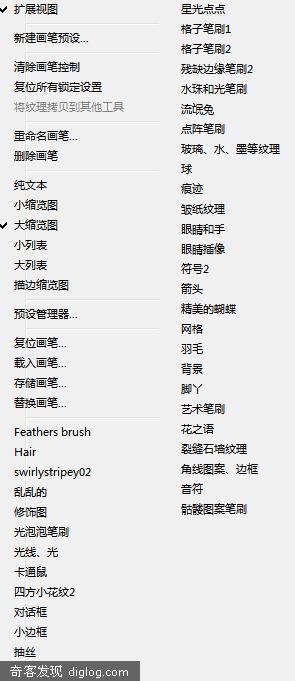 扩展视图
新建画笔预设...
清除画笔控制
复位所有锁定设置
将纹理拷贝到其他工具
重命名画笔...
删除画笔
纯文本
小缩览图
大缩览图
小列表
大列表
描边缩览图
预设管理器...
复位画笔...
载入画笔...
存储画笔...
替换画笔...
Feathers brush
Hair
swirlystripey02
乱乱的
修饰图
光泡泡笔刷
光线、光
卡通鼠
四方小花纹2
对话框
小边框
抽丝
星光点点
格子笔刷1
格子笔刷2
残缺边缘笔刷2
水珠和光笔刷
流氓兔
点阵笔刷
玻璃、水、墨等纹理
球
痕迹
皱纸纹理
眼睛和手
眼睛插像
符号2
箭头
精美的蝴蝶
网格
羽毛
背景
脚丫
艺术笔刷
花之语
裂缝石墙纹理
角线图案、边框
音符
骷髅图案笔刷
奇客发现 diglog.com